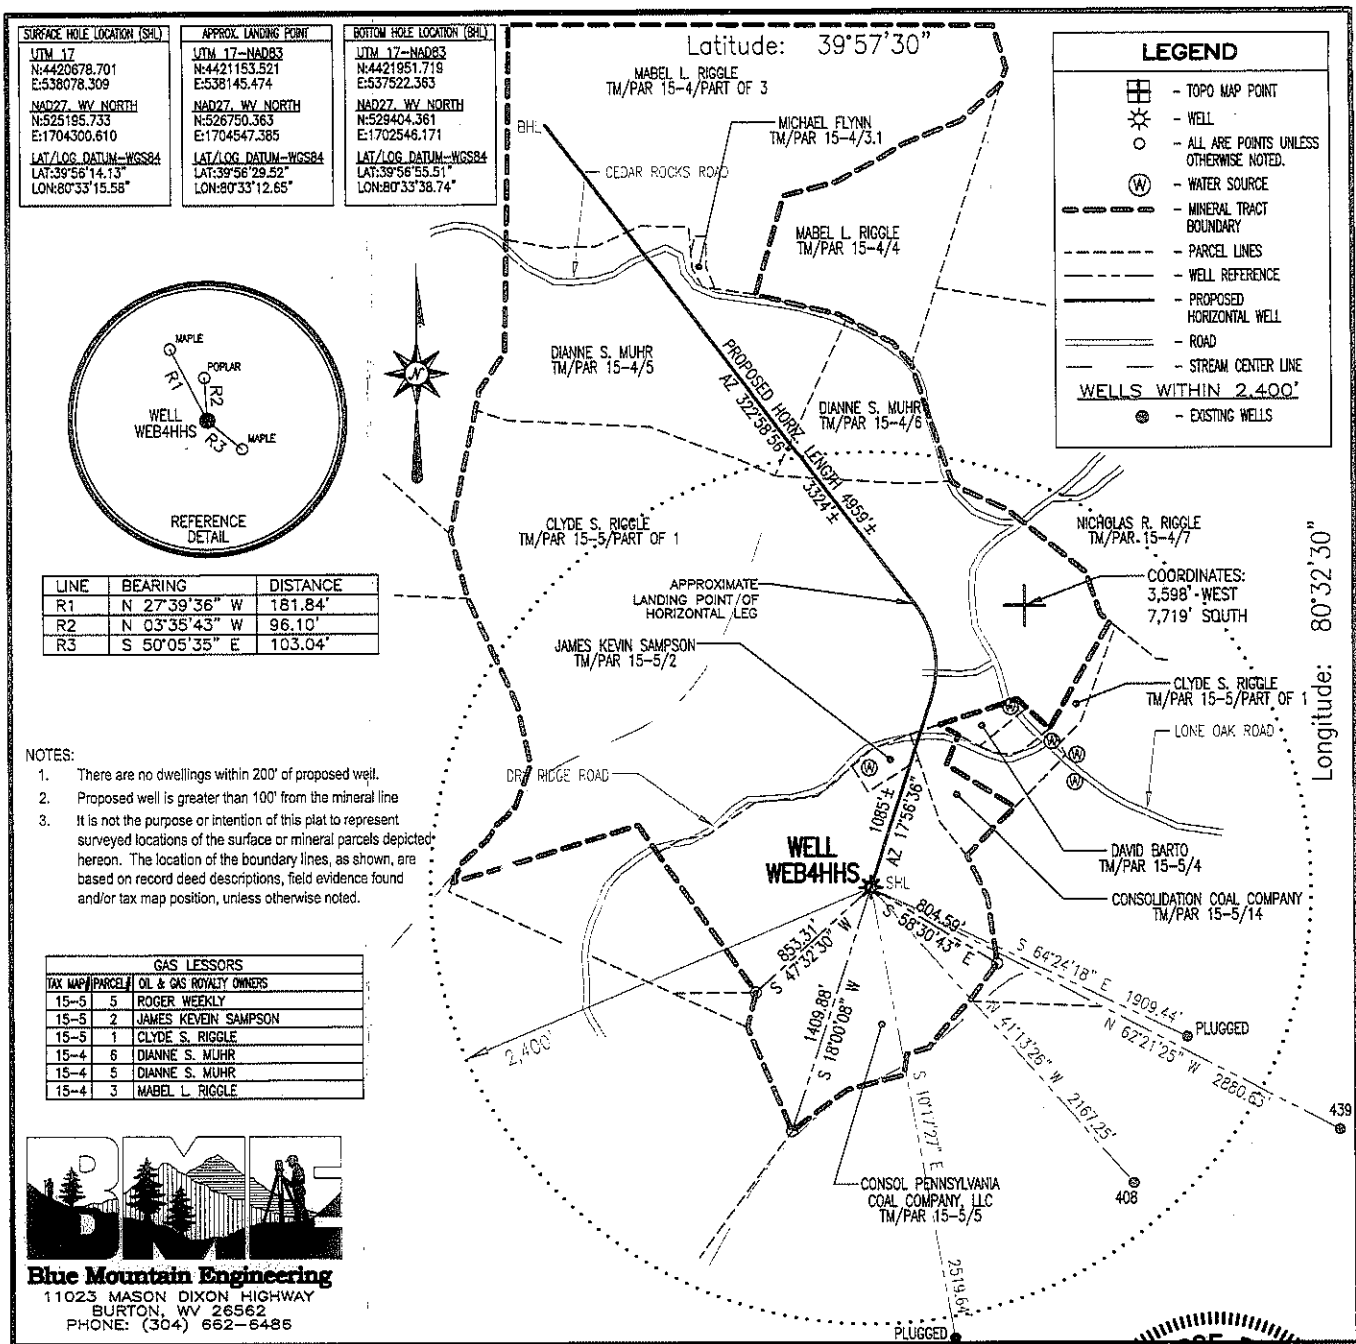 SURFACE HOLE LOCATION (SHL)
UTM 17
N:4420678.701
E:538078.309
NAD27, WV NORTH
N:525195.733
E:1704300.610
LAT/LOG DATUM-WGS84
LAT:39°56'14.13"
LON:80°33'15.58"
APPROX. LANDING POINT
UTM 17-NAD83
N:4421153.521
E:538145.474
NAD27, WV NORTH
N:526750.363
E:1704547.385
LAT/LOG DATUM-WGS84
LAT:39°56'29.52"
LON:80°33'12.65"
BOTTOM HOLE LOCATION (BHL)
UTM 17-NAD83
N:4421951.719
E:537522.363
NAD27, WV NORTH
N:529404.361
E:1702546.171
LAT/LOG DATUM-WGS84
LAT:39°56'55.51"
LON:80°33'38.74"
Latitude: 39°57'30"
LEGEND
- TOPO MAP POINT
- WELL
- ALL ARE POINTS UNLESS
OTHERWISE NOTED.
W - WATER SOURCE
- MINERAL TRACT
BOUNDARY
- PARCEL LINES
- WELL REFERENCE
- PROPOSED
HORIZONTAL WELL
- ROAD
- STREAM CENTER LINE
WELLS WITHIN 2,400'
- EXISTING WELLS
MABEL L. RIGGLE
TM/PAR 15-4/PART OF 3
BHL
MICHAEL FLYNN
TM/PAR 15-4/3.1
CEDAR ROCKS ROAD
MABEL L. RIGGLE
TM/PAR 15-4/4
N
DIANNE S. MUHR
TM/PAR 15-4/5
PROPOSED HORIZ. LENGTH 4959'±
AZ 322°58'56"
3324'±
DIANNE S. MUHR
TM/PAR 15-4/6
MAPLE
POPLAR
R1
R2
WELL
WEB4HHS
R3
MAPLE
REFERENCE
DETAIL
CLYDE S. RIGGLE
TM/PAR 15-5/PART OF 1
NICHOLAS R. RIGGLE
TM/PAR 15-4/7
COORDINATES:
3,598' WEST
7,719' SOUTH
Longitude: 80°32'30"
APPROXIMATE
LANDING POINT OF
HORIZONTAL LEG
LINE BEARING DISTANCE
R1 N 27°39'36" W 181.84'
R2 N 03°35'43" W 96.10'
R3 S 50°05'35" E 103.04'
JAMES KEVIN SAMPSON
TM/PAR 15-5/2
CLYDE S. RIGGLE
TM/PAR 15-5/PART OF 1
W
W
W
W
W
LONE OAK ROAD
DRY RIDGE ROAD
NOTES:
1. There are no dwellings within 200' of proposed well.
2. Proposed well is greater than 100' from the mineral line
3. It is not the purpose or intention of this plat to represent
surveyed locations of the surface or mineral parcels depicted
hereon. The location of the boundary lines, as shown, are
based on record deed descriptions, field evidence found
and/or tax map position, unless otherwise noted.
1085'±
AZ 17°56'36"
WELL
WEB4HHS
SHL
DAVID BARTO
TM/PAR 15-5/4
CONSOLIDATION COAL COMPANY
TM/PAR 15-5/14
853.31'
S 47°32'30" W
804.59'
S 58°30'43" E
S 64°24'18" E 1909.44'
PLUGGED
N 62°21'25" W 2880.63'
439
1409.88'
S 18°00'08" W
N 41°13'26" W 2167.25'
408
S 10°17'27" E
2519.64'
PLUGGED
2,400'
CONSOL PENNSYLVANIA
COAL COMPANY, LLC
TM/PAR 15-5/5
GAS LESSORS
TAX MAP# PARCEL# OIL & GAS ROYALTY OWNERS
15-5 5 ROGER WEEKLY
15-5 2 JAMES KEVEIN SAMPSON
15-5 1 CLYDE S. RIGGLE
15-4 6 DIANNE S. MUHR
15-4 5 DIANNE S. MUHR
15-4 3 MABEL L. RIGGLE
BME
Blue Mountain Engineering
11023 MASON DIXON HIGHWAY
BURTON, WV 26562
PHONE: (304) 662-6486